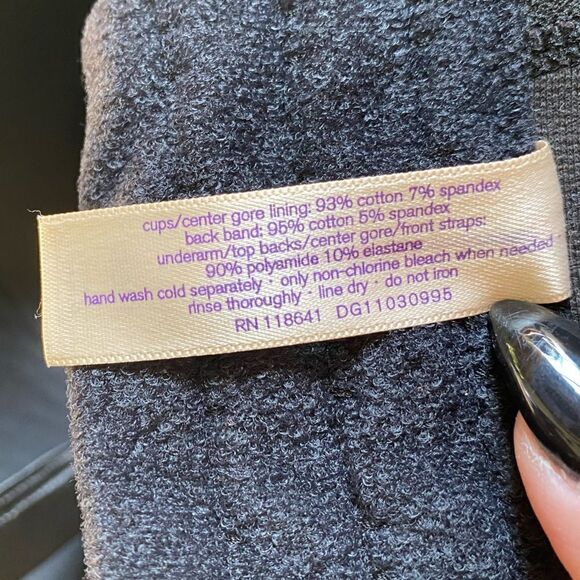 cups/center gore lining: 93% cotton 7% spandex
back band: 95% cotton 5% spandex
underarm/top backs/center gore/front straps:
90% polyamide 10% elastane
hand wash cold separately · only non-chlorine bleach when needed ·
rinse thoroughly · line dry · do not iron
RN 118641 DG11030995